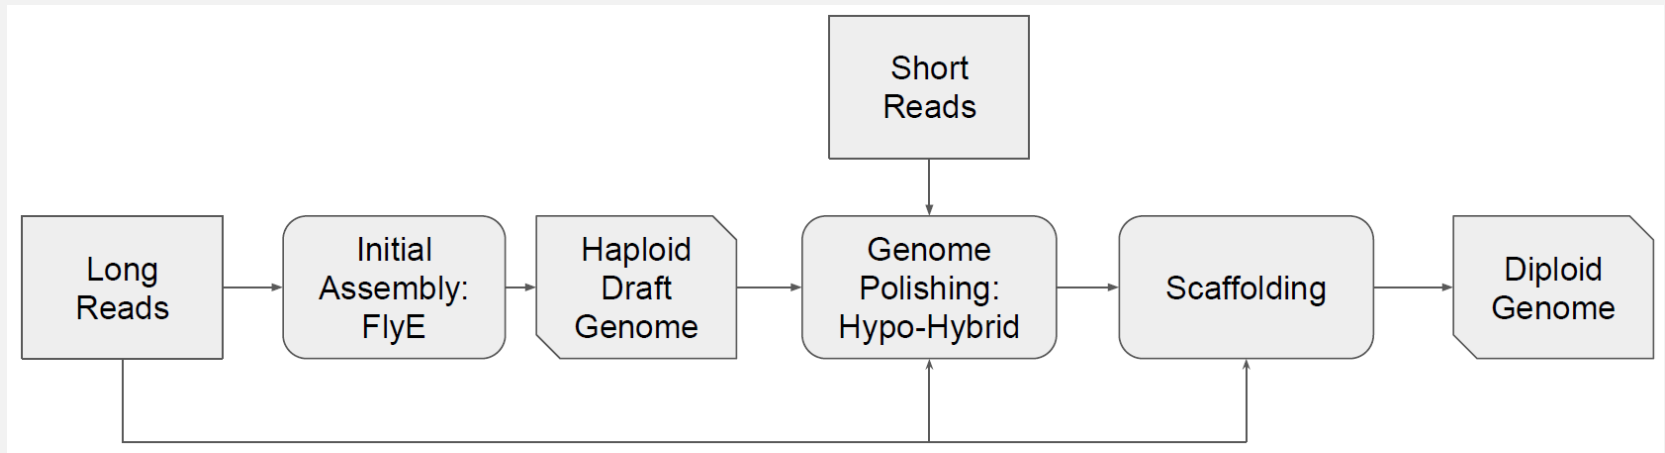 Short
Reads
Long
Reads
Initial
Assembly:
FlyE
Haploid
Draft
Genome
Genome
Polishing:
Hypo-Hybrid
Scaffolding
Diploid
Genome